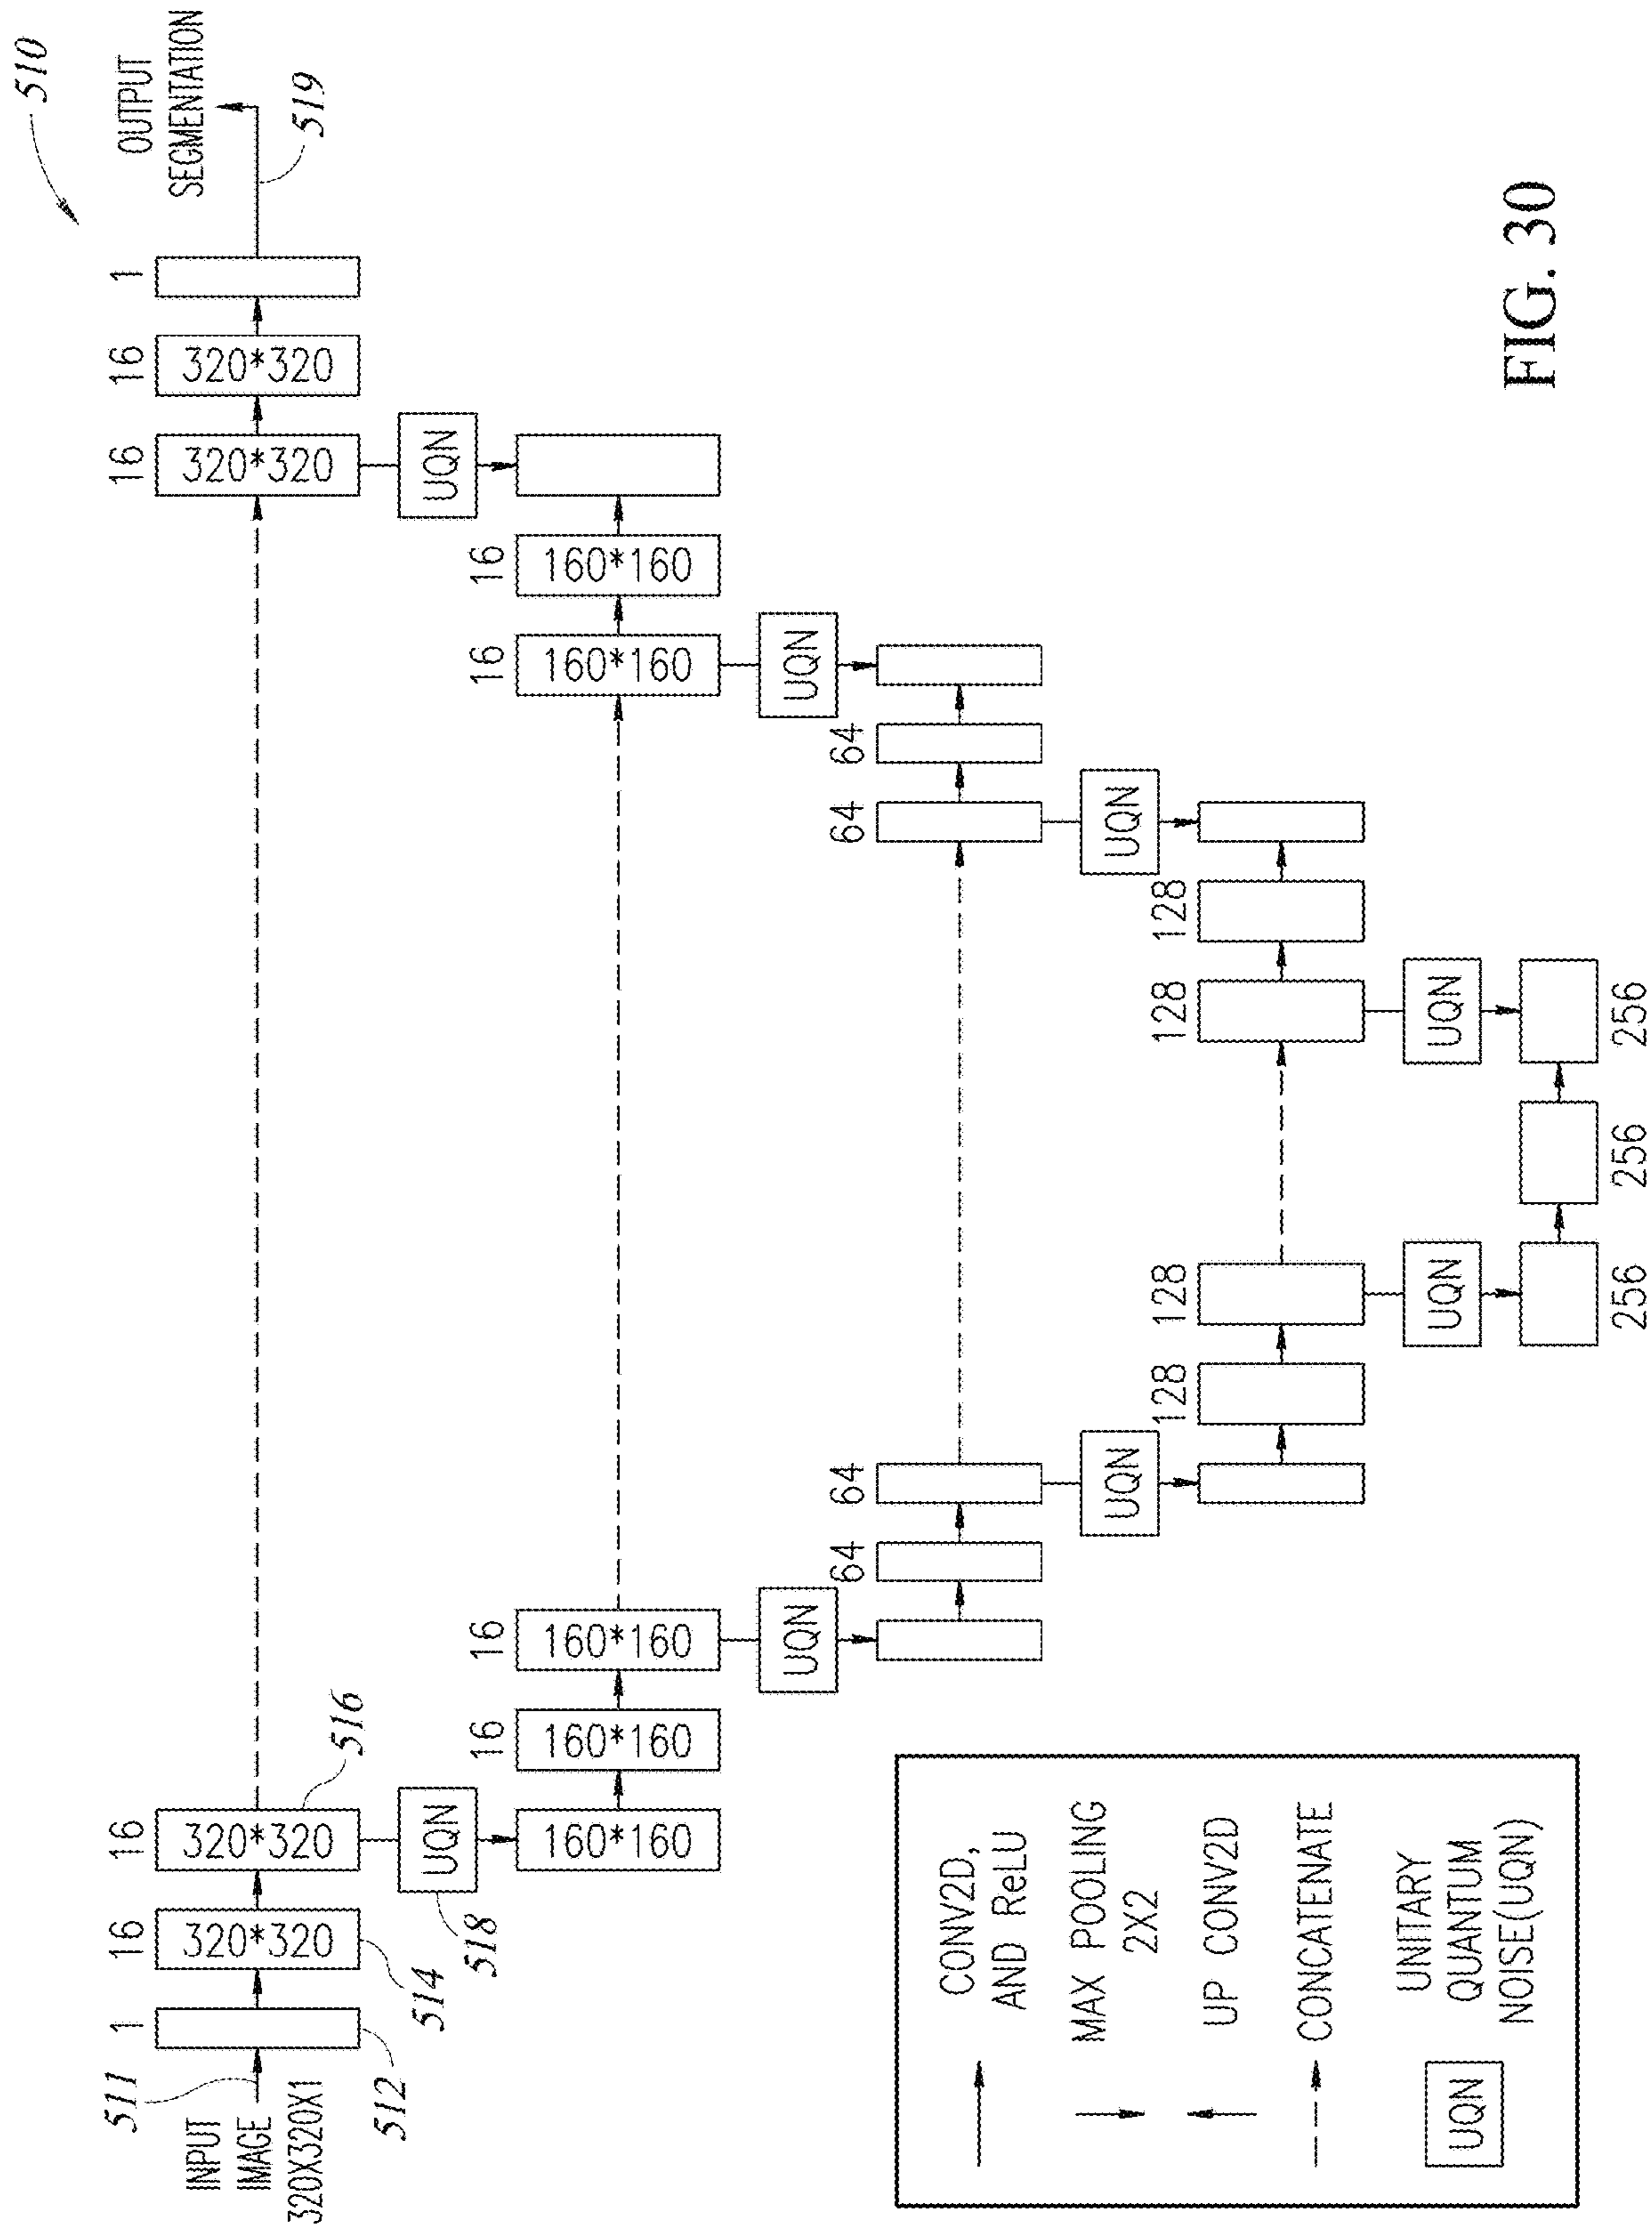 510
511
INPUT
IMAGE
320X320X1
1
512
16
320*320
514
16
320*320
516
16
320*320
16
320*320
1
OUTPUT
SEGMENTATION
519
UQN
518
UQN
160*160
16
160*160
16
160*160
16
160*160
16
160*160
UQN
UQN
64
64
64
64
UQN
UQN
128
128
128
128
UQN
UQN
256
256
256
CONV2D,
AND ReLU
MAX POOLING
2X2
UP CONV2D
CONCATENATE
UQN
UNITARY
QUANTUM
NOISE(UQN)
FIG. 30